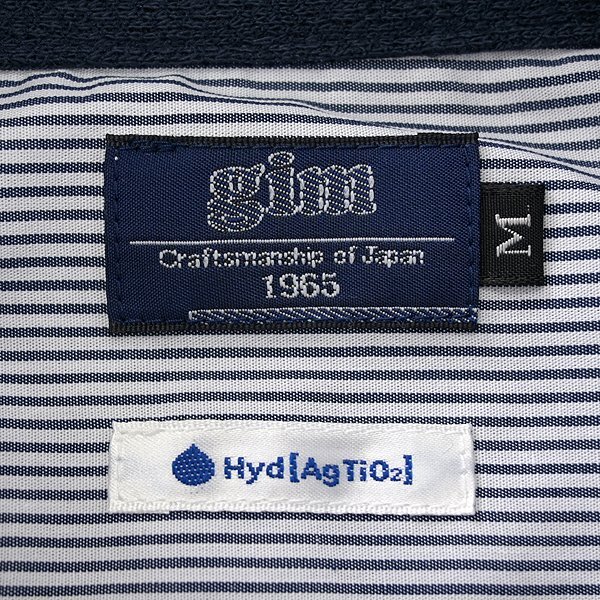 gim
Craftsmanship of Japan
1965
M
Hyd[AgTiO₂]